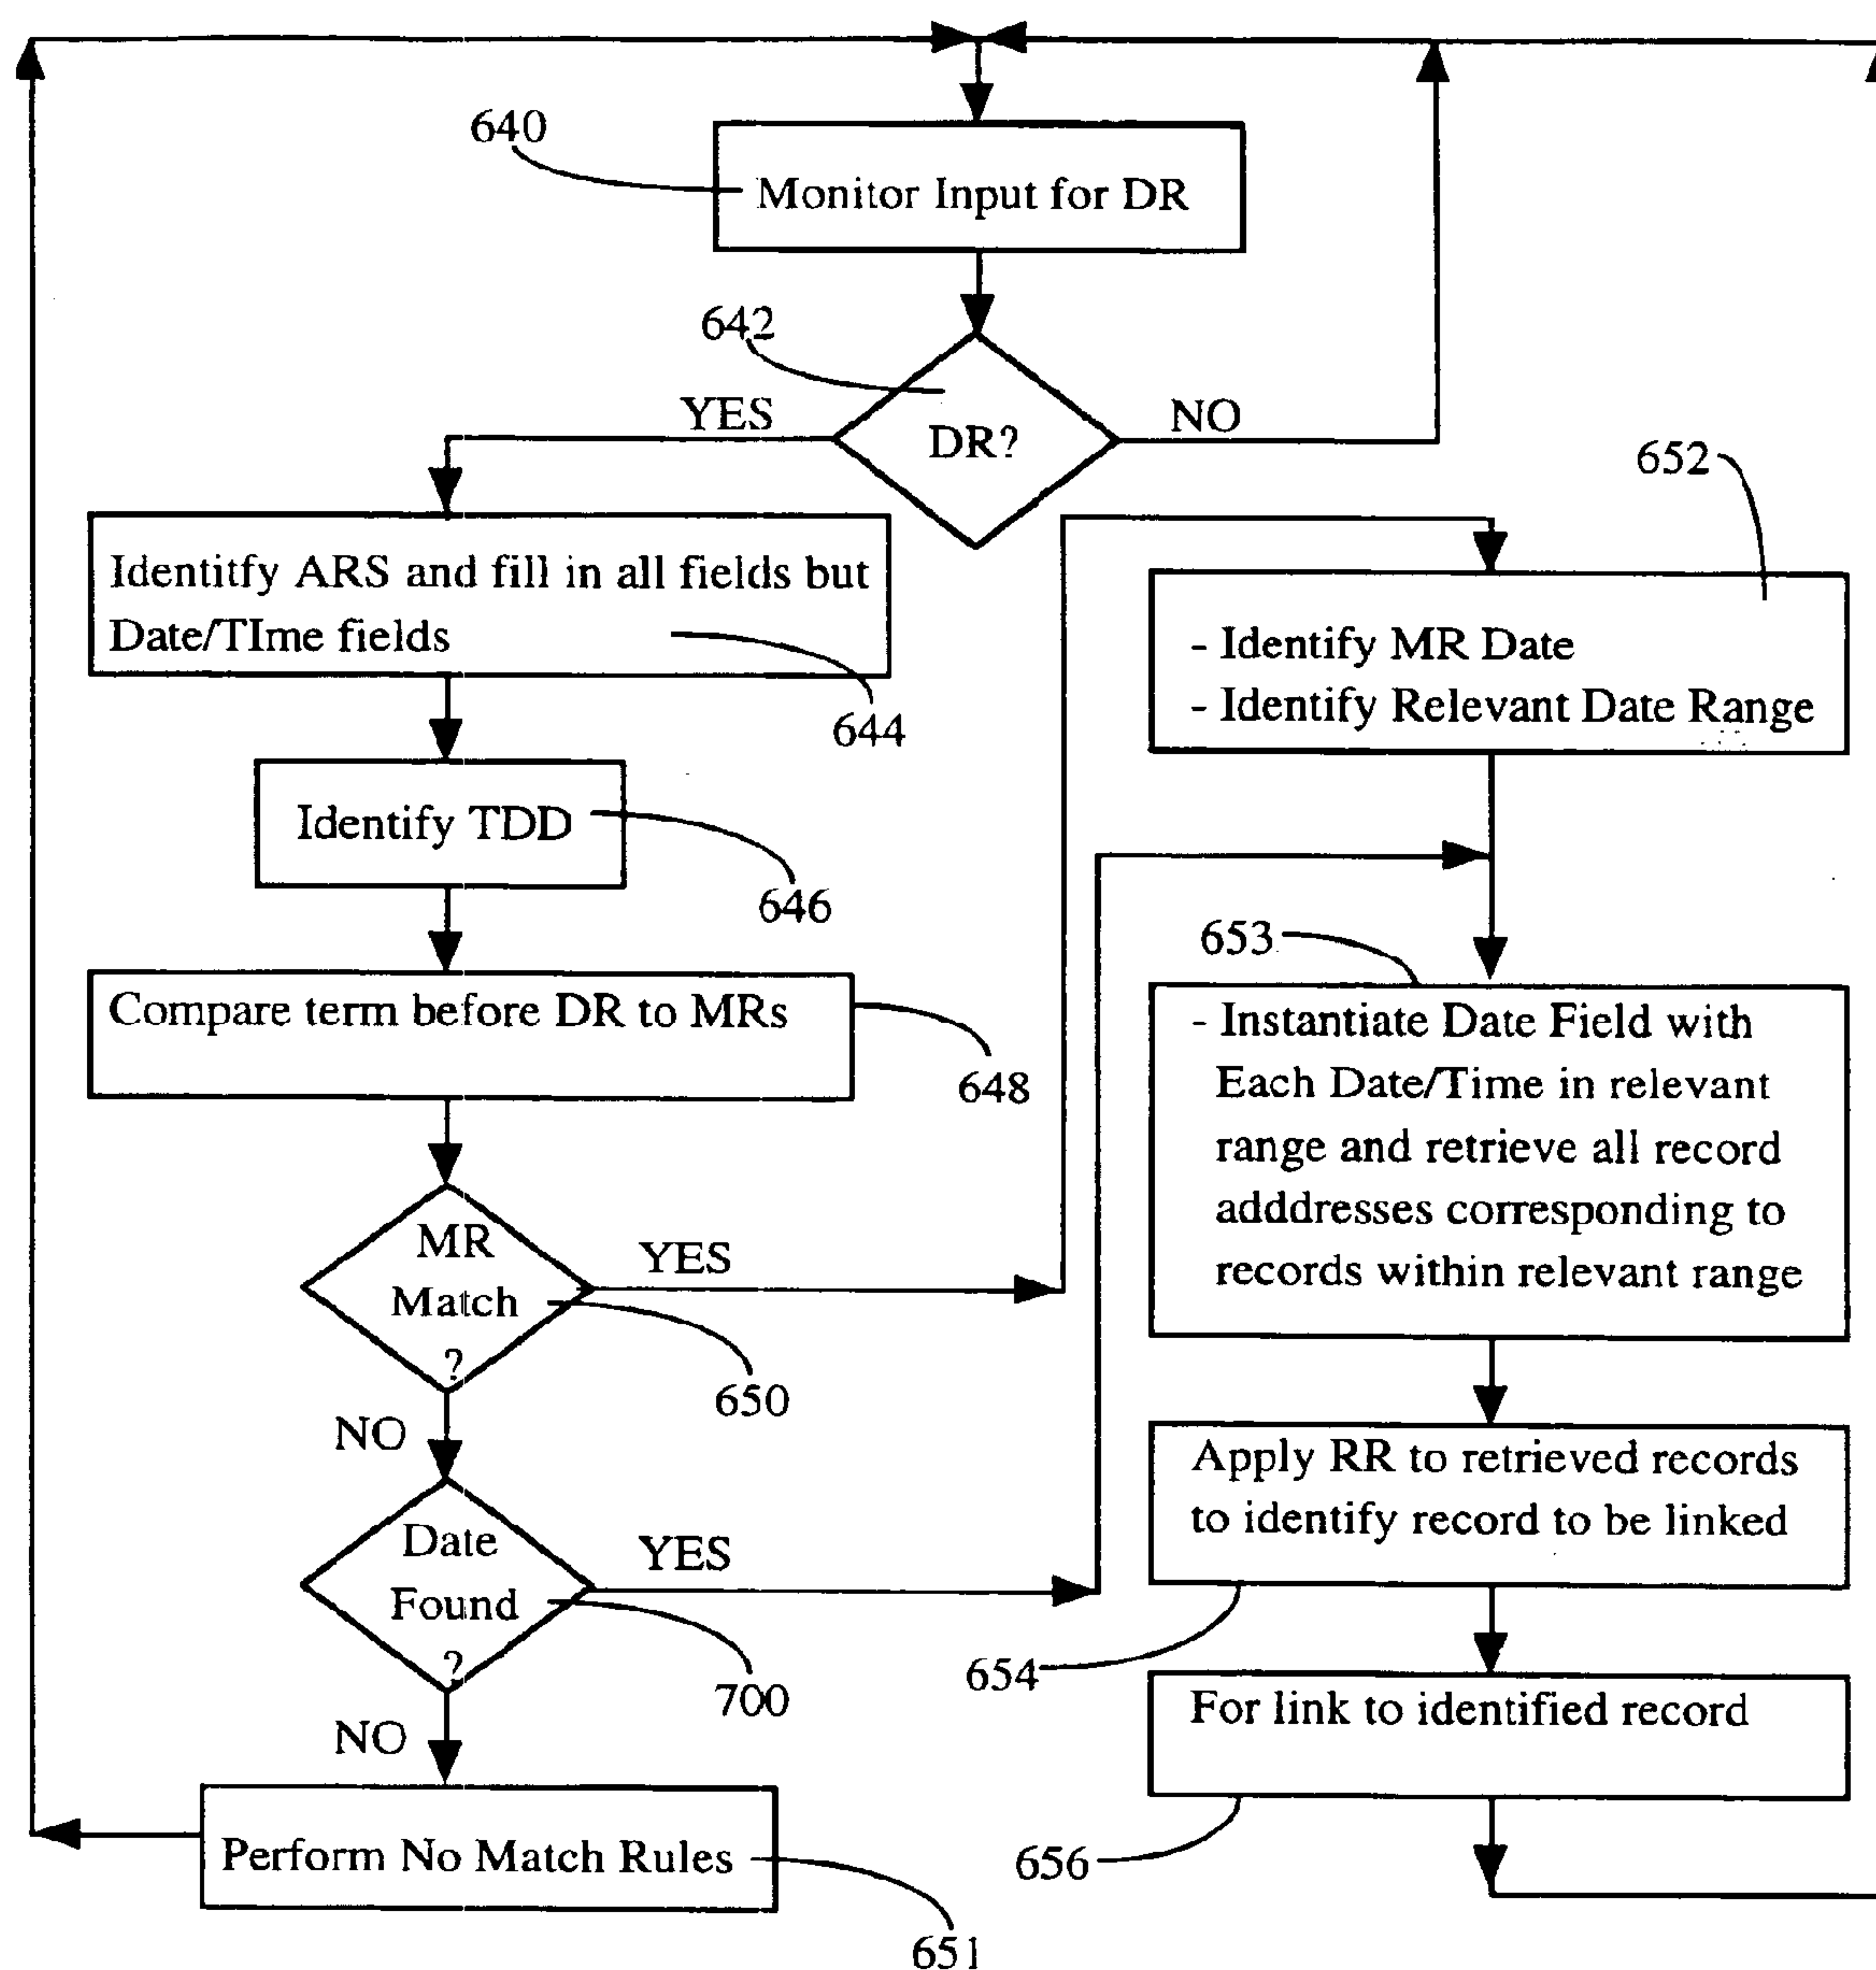 640
Monitor Input for DR
642
YES
DR?
NO
652
Identitfy ARS and fill in all fields but
Date/TIme fields
644
- Identify MR Date
- Identify Relevant Date Range
Identify TDD
646
653
Compare term before DR to MRs
648
- Instantiate Date Field with
Each Date/Time in relevant
range and retrieve all record
adddresses corresponding to
records within relevant range
MR
Match
?
YES
650
NO
Apply RR to retrieved records
to identify record to be linked
654
Date
Found
?
YES
700
NO
For link to identified record
656
Perform No Match Rules
651